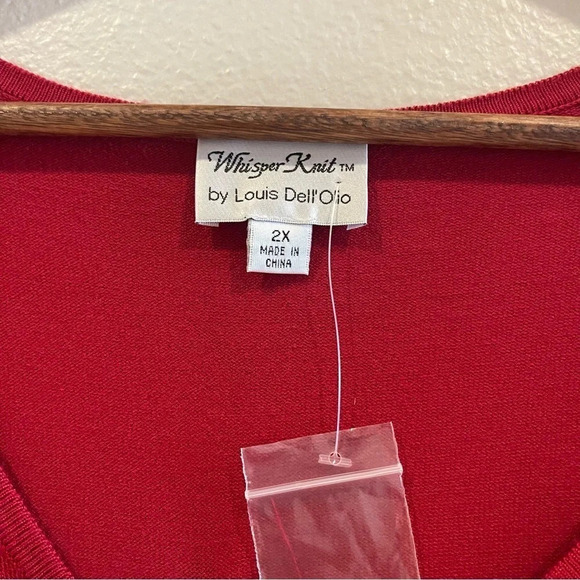 Whisper Knit™
by Louis Dell'Olio
2X
MADE IN
CHINA